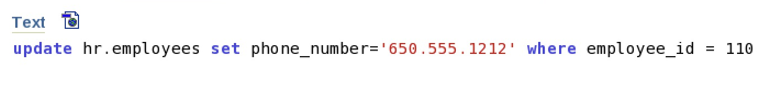 Text
update hr.employees set phone_number='650.555.1212' where employee_id = 110